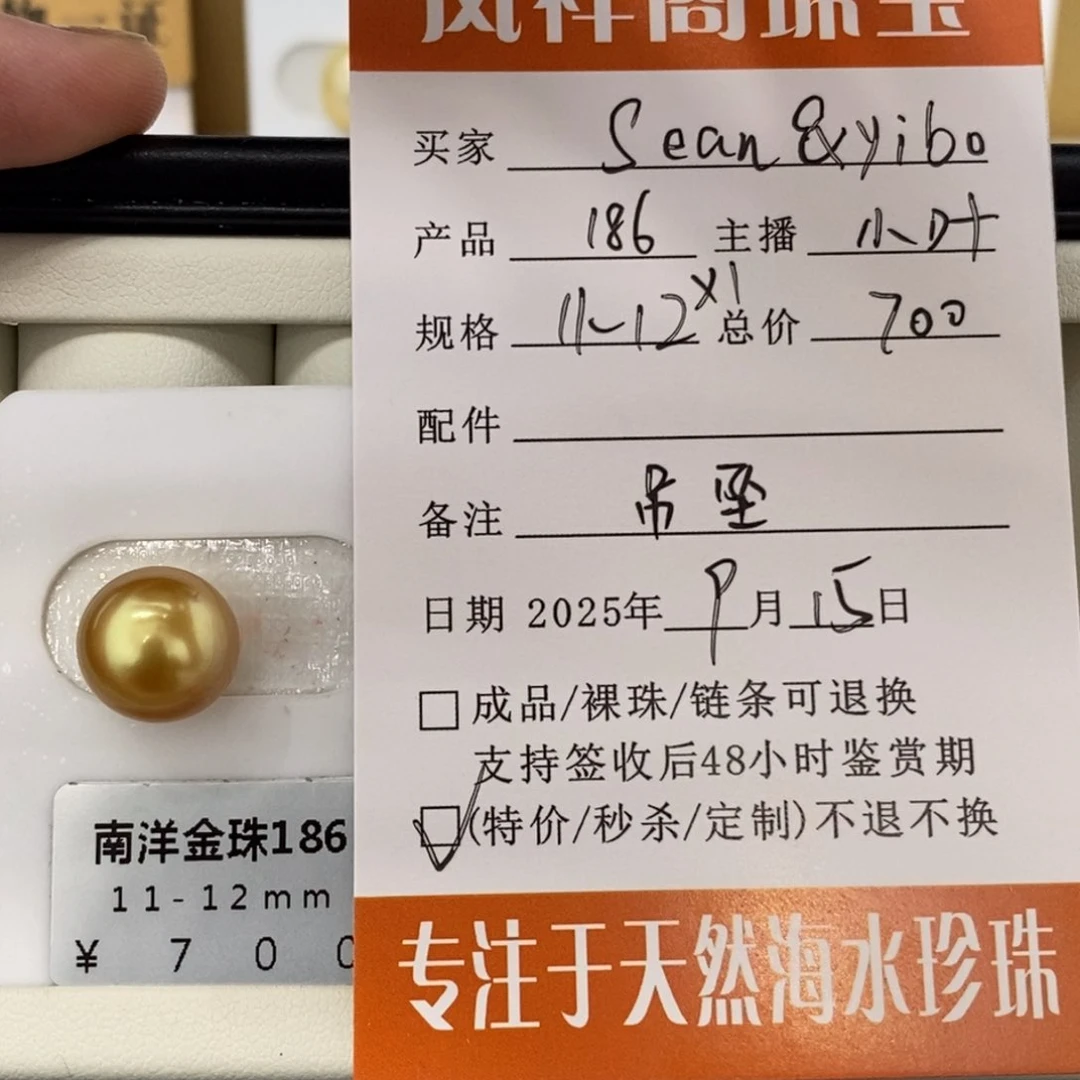 买家 Sean &yibo
产品 186 主播 小叶
规格 11~12 x1 总价 700
配件
备注 吊坠
日期 2025年9月15日
成品/裸珠/链条可退换
支持签收后48小时鉴赏期
(特价/秒杀/定制)不退不换
专注于天然海水珍珠
南洋金珠186
11-12mm
¥ 700